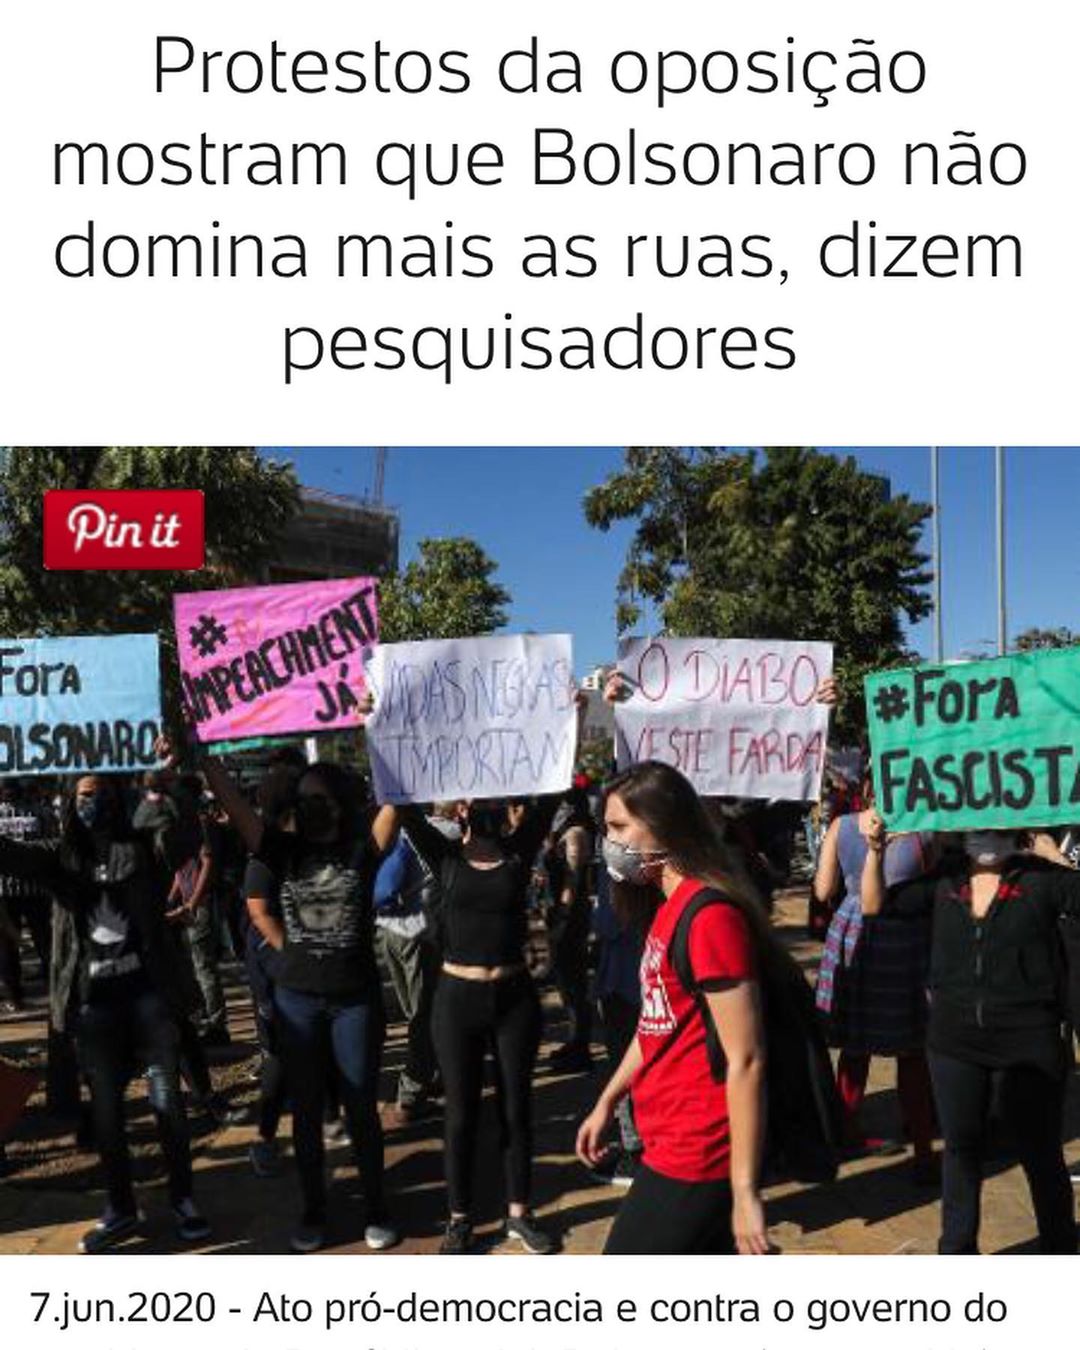 Protestos da oposição
mostram que Bolsonaro não
domina mais as ruas, dizem
pesquisadores
Pin it
Fora
OLSONARO
#
IMPEACHMENT
JÁ
VIDAS NEGRAS
IMPORTAM
O DIABO
VESTE FARDA
#FORA
FASCISTA
7.jun.2020 - Ato pró-democracia e contra o governo do